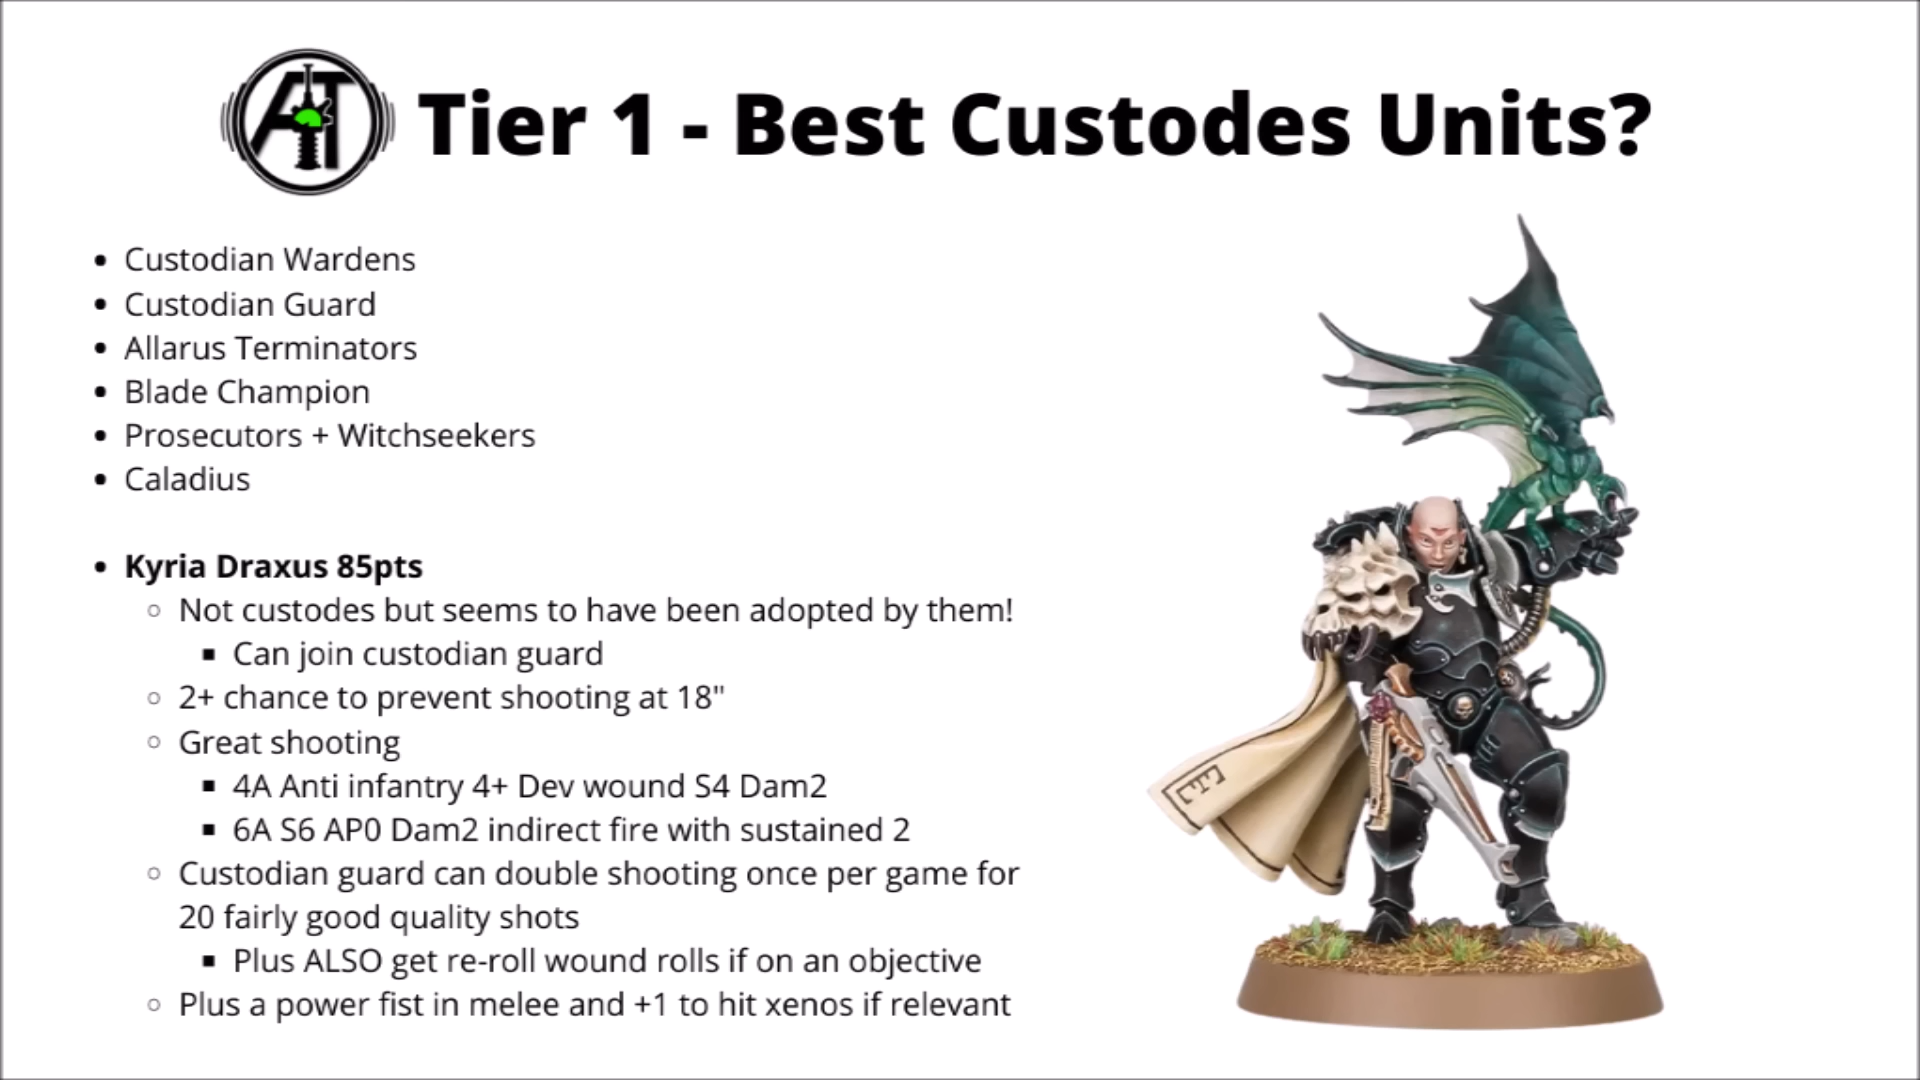 AT
Tier 1 - Best Custodes Units?
• Custodian Wardens
• Custodian Guard
• Allarus Terminators
• Blade Champion
• Prosecutors + Witchseekers
• Caladius
• Kyria Draxus 85pts
○ Not custodes but seems to have been adopted by them!
▪ Can join custodian guard
○ 2+ chance to prevent shooting at 18"
○ Great shooting
▪ 4A Anti infantry 4+ Dev wound S4 Dam2
▪ 6A S6 AP0 Dam2 indirect fire with sustained 2
○ Custodian guard can double shooting once per game for
20 fairly good quality shots
▪ Plus ALSO get re-roll wound rolls if on an objective
○ Plus a power fist in melee and +1 to hit xenos if relevant